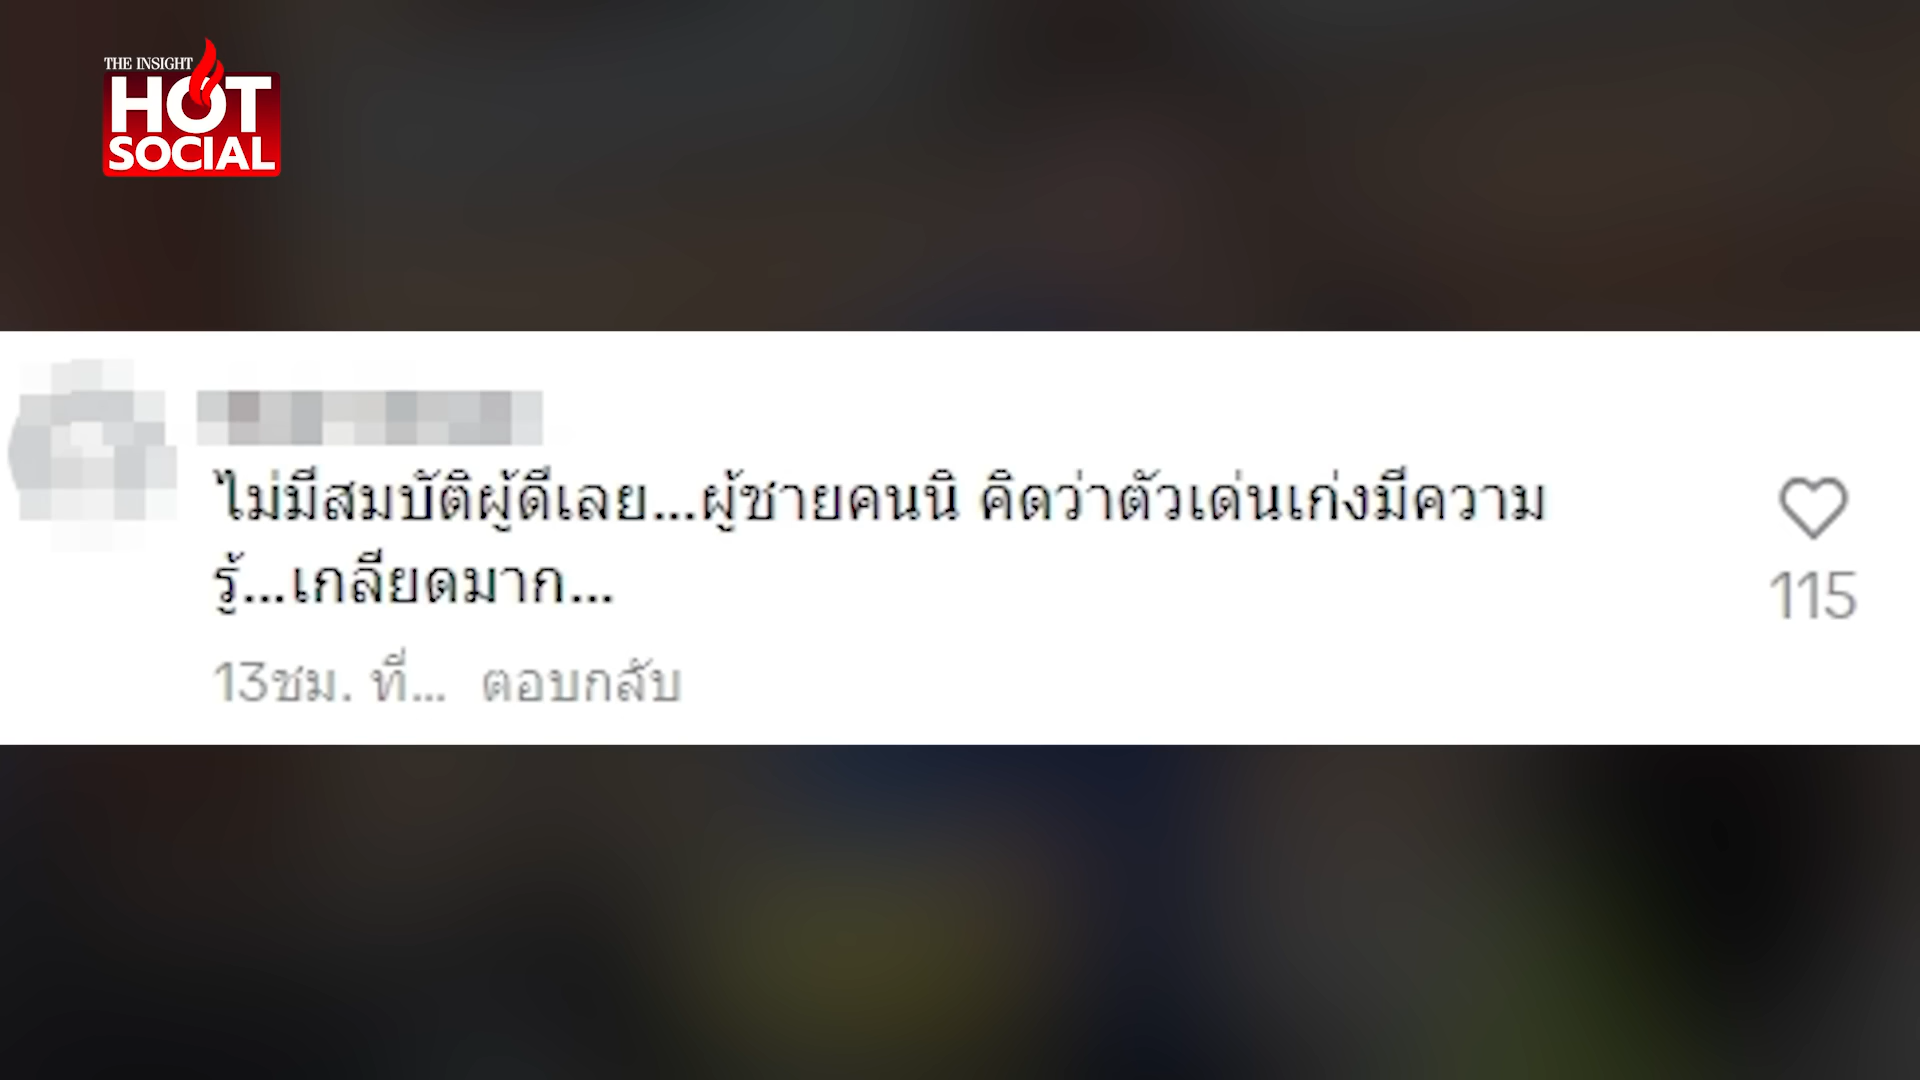 THE INSIGHT
HOT
SOCIAL
ไม่มีสมบัติผู้ดีเลย...ผู้ชายคนนิ คิดว่าตัวเด่นเก่งมีความ
รู้...เกลียดมาก...
115
13ชม. ที่... ตอบกลับ